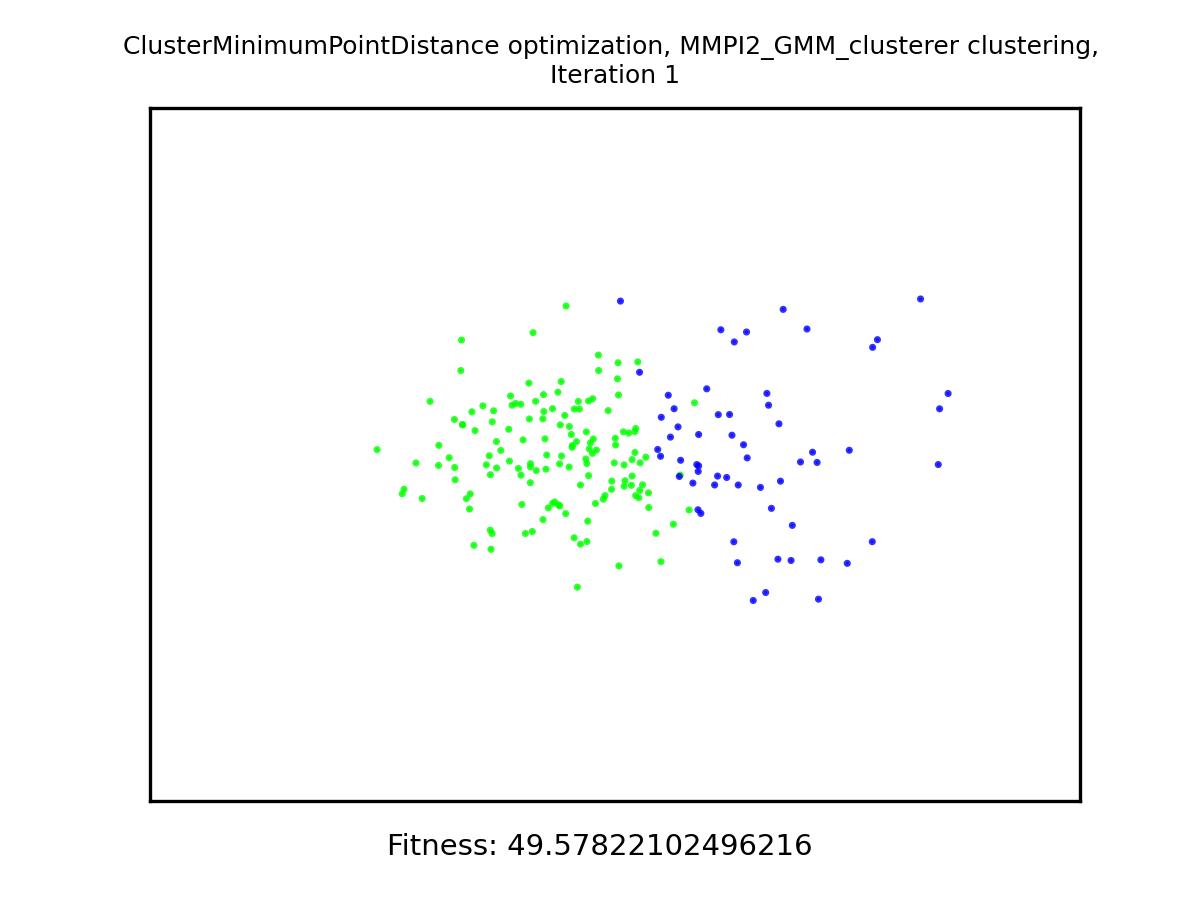 ClusterMinimumPointDistance optimization, MMPI2_GMM_clusterer clustering,
Iteration 1
Fitness: 49.57822102496216